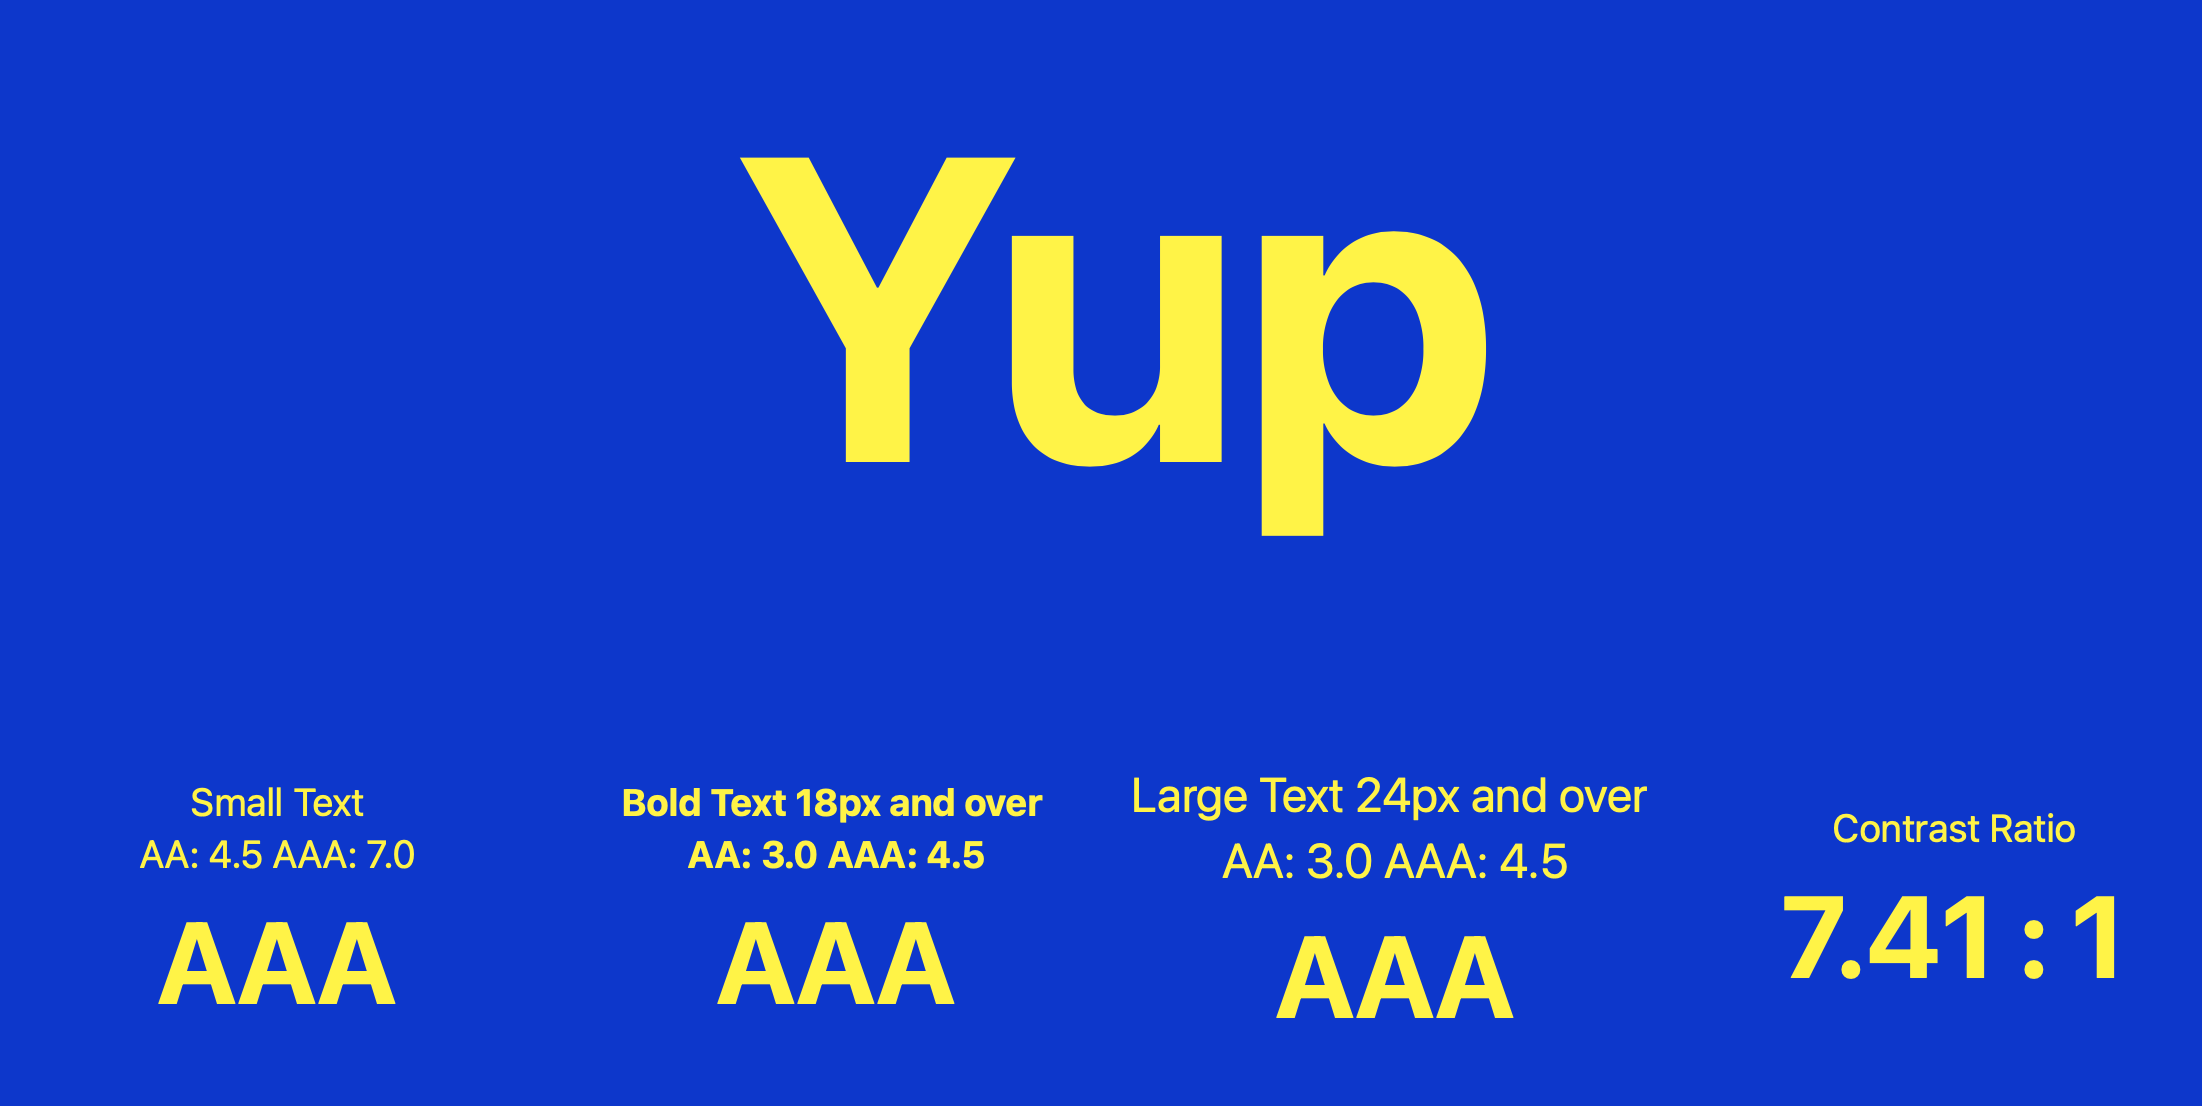 Yup
Small Text
AA: 4.5 AAA: 7.0
AAA
Bold Text 18px and over
AA: 3.0 AAA: 4.5
AAA
Large Text 24px and over
AA: 3.0 AAA: 4.5
AAA
Contrast Ratio
7.41 : 1